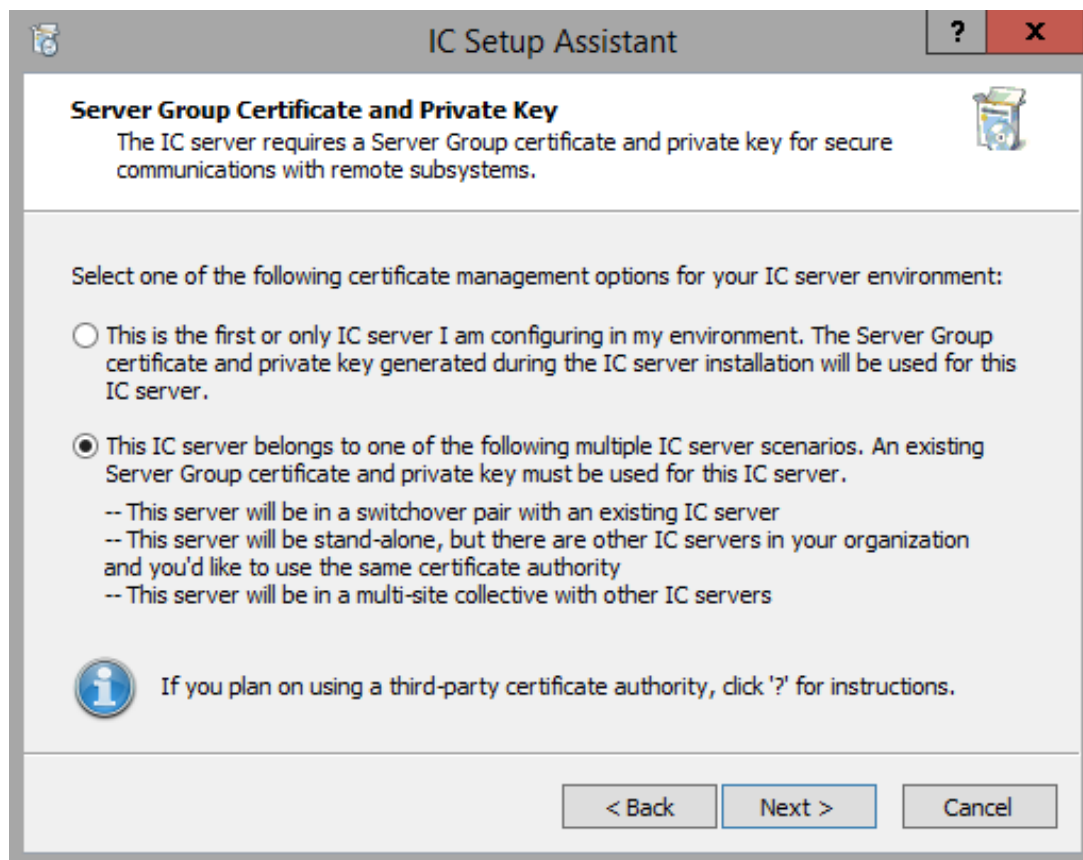 IC Setup Assistant
? x
Server Group Certificate and Private Key
The IC server requires a Server Group certificate and private key for secure
communications with remote subsystems.
Select one of the following certificate management options for your IC server environment:
This is the first or only IC server I am configuring in my environment. The Server Group
certificate and private key generated during the IC server installation will be used for this
IC server.
This IC server belongs to one of the following multiple IC server scenarios. An existing
Server Group certificate and private key must be used for this IC server.
-- This server will be in a switchover pair with an existing IC server
-- This server will be stand-alone, but there are other IC servers in your organization
and you'd like to use the same certificate authority
-- This server will be in a multi-site collective with other IC servers
If you plan on using a third-party certificate authority, click '?' for instructions.
< Back Next > Cancel